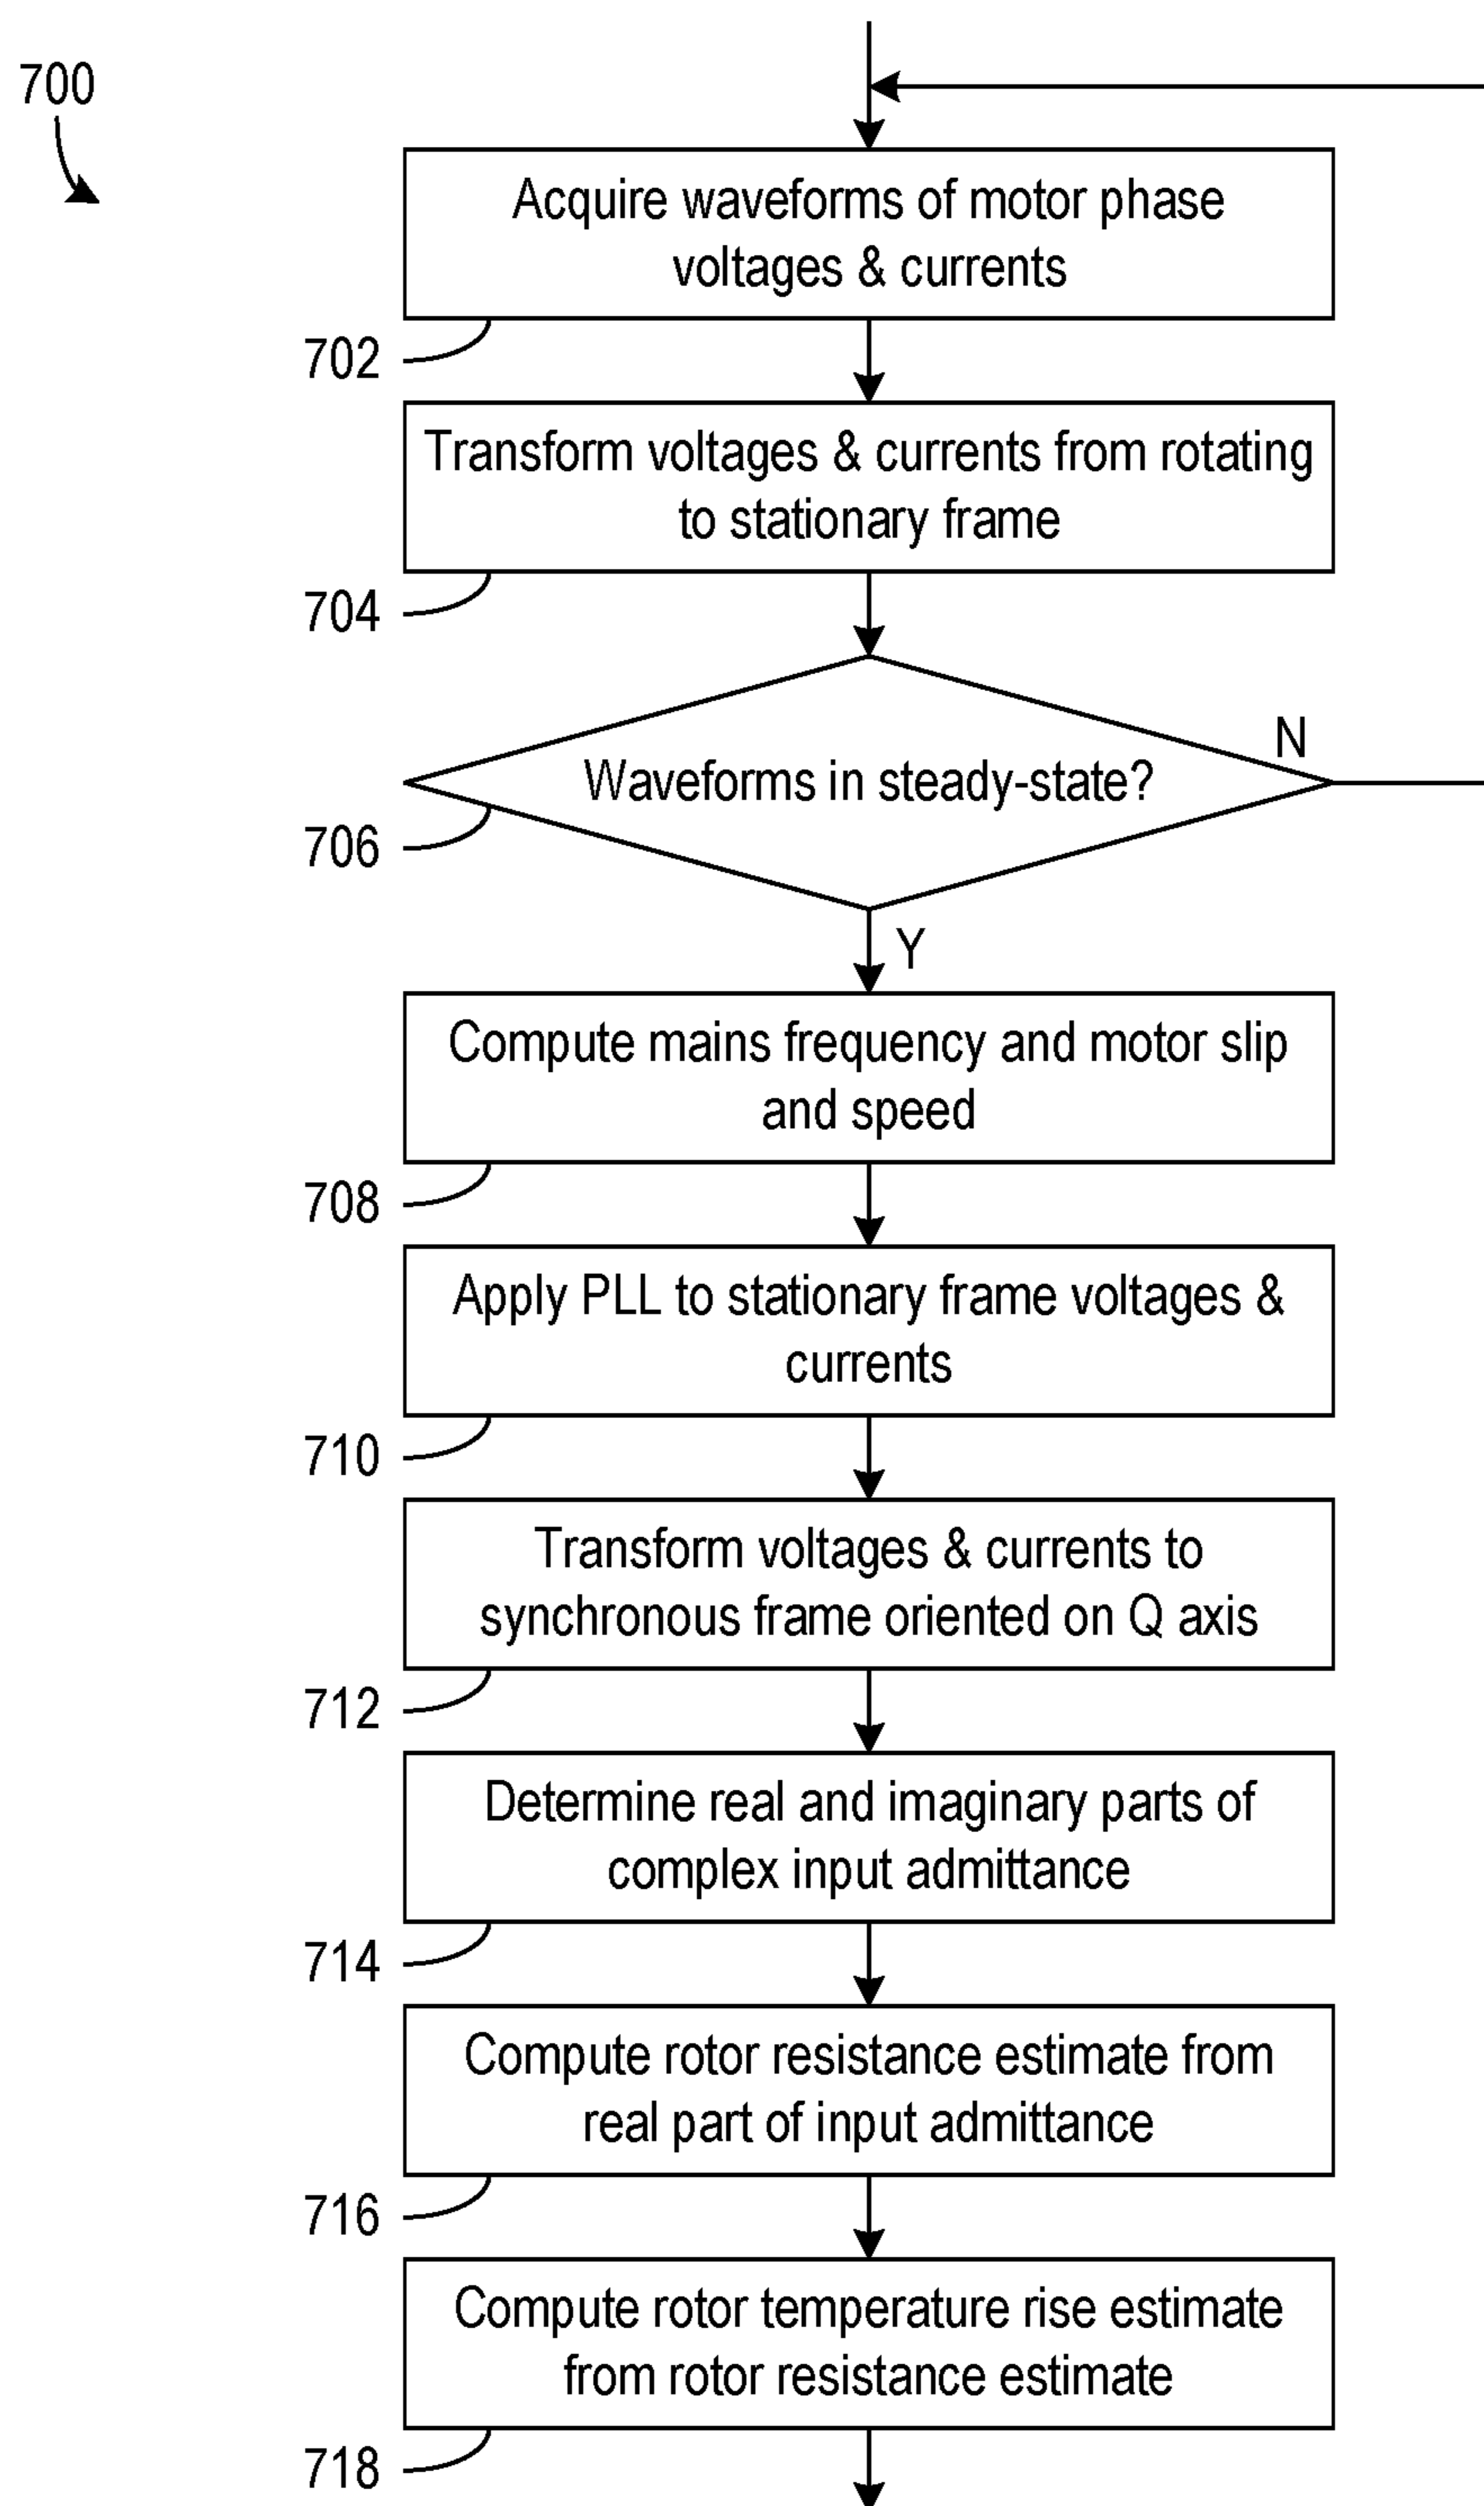 700
Acquire waveforms of motor phase
voltages & currents
702
Transform voltages & currents from rotating
to stationary frame
704
N
Waveforms in steady-state?
706
Y
Compute mains frequency and motor slip
and speed
708
Apply PLL to stationary frame voltages &
currents
710
Transform voltages & currents to
synchronous frame oriented on Q axis
712
Determine real and imaginary parts of
complex input admittance
714
Compute rotor resistance estimate from
real part of input admittance
716
Compute rotor temperature rise estimate
from rotor resistance estimate
718